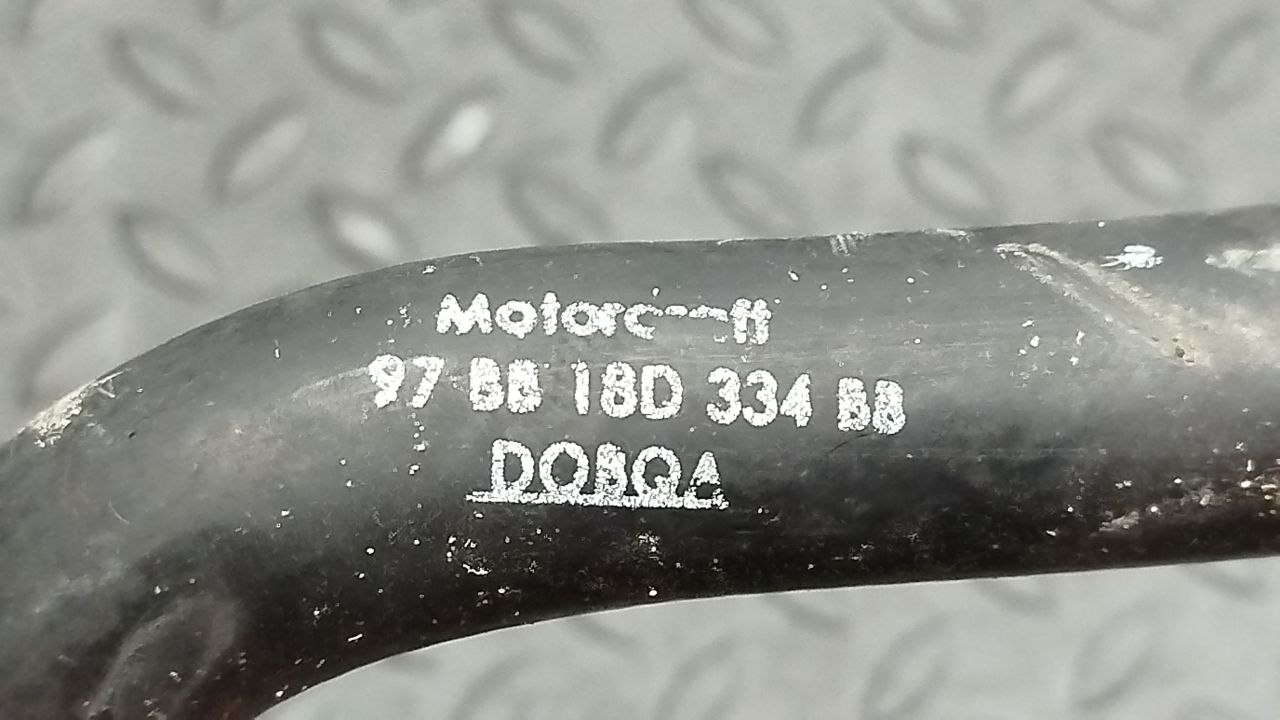 Motorcraft
97 BB 18D 334 BB
DOBQA